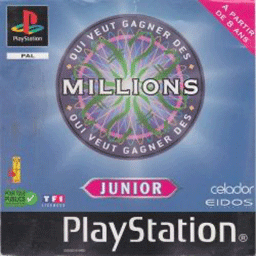 PlayStation
PAL
A PARTIR
DE 8 ANS!
QUI VEUT GAGNER DES
MILLIONS
QUI VEUT GAGNER DES
JUNIOR
TF1
celador
EIDOS
PlayStation®